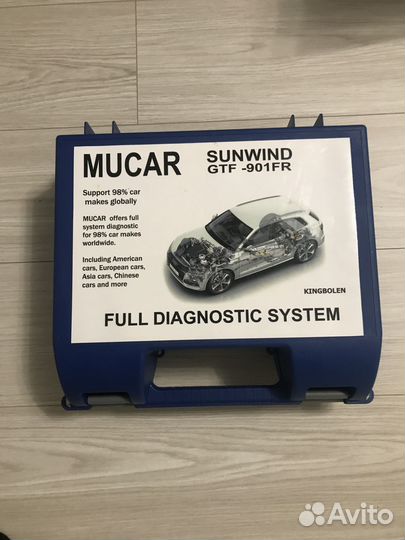 MUCAR
SUNWIND
GTF -901FR
Support 98% car
makes globally
MUCAR offers full
system diagnostic
for 98% car makes
worldwide.
Including American
cars, European cars,
Asia cars, Chinese
cars and more
KINGBOLEN
FULL DIAGNOSTIC SYSTEM
Avito